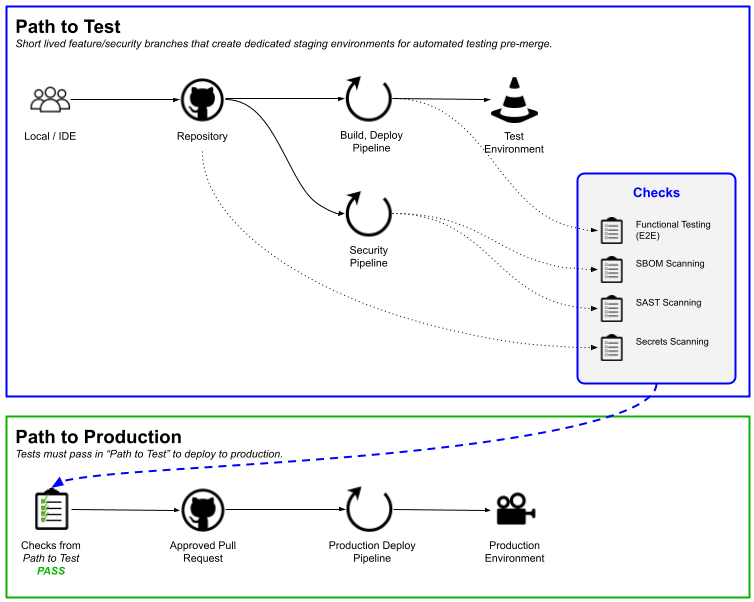 Path to Test
Short lived feature/security branches that create dedicated staging environments for automated testing pre-merge.
Local / IDE
Repository
Build, Deploy
Pipeline
Test
Environment
Security
Pipeline
Checks
Functional Testing
(E2E)
SBOM Scanning
SAST Scanning
Secrets Scanning
Path to Production
Tests must pass in “Path to Test” to deploy to production.
Checks from
Path to Test
PASS
Approved Pull
Request
Production Deploy
Pipeline
Production
Environment